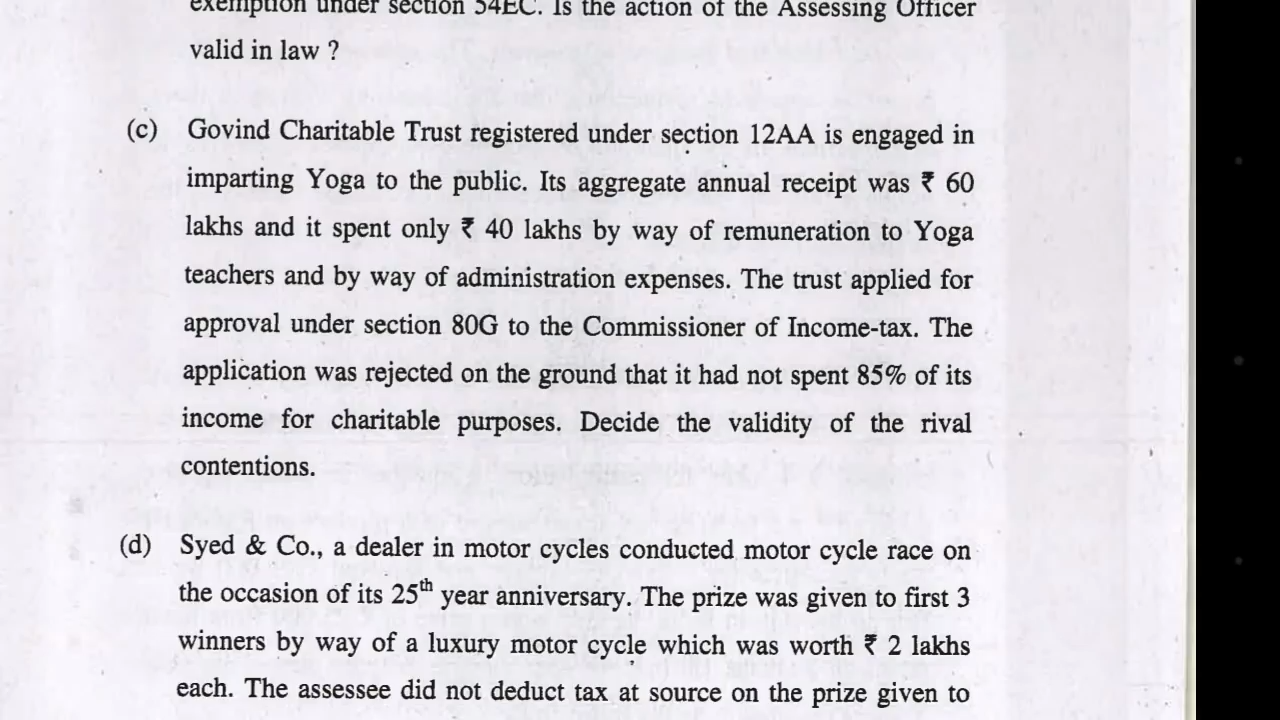 exemption under section 54EC. Is the action of the Assessing Officer
valid in law ?
(c) Govind Charitable Trust registered under section 12AA is engaged in
imparting Yoga to the public. Its aggregate annual receipt was ₹ 60
lakhs and it spent only ₹ 40 lakhs by way of remuneration to Yoga
teachers and by way of administration expenses. The trust applied for
approval under section 80G to the Commissioner of Income-tax. The
application was rejected on the ground that it had not spent 85% of its
income for charitable purposes. Decide the validity of the rival
contentions.
(d) Syed & Co., a dealer in motor cycles conducted motor cycle race on
the occasion of its 25th year anniversary. The prize was given to first 3
winners by way of a luxury motor cycle which was worth ₹ 2 lakhs
each. The assessee did not deduct tax at source on the prize given to